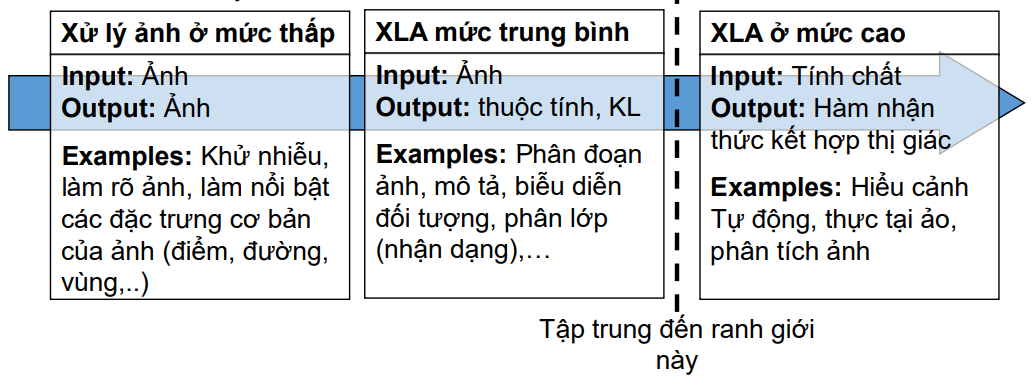 Xử lý ảnh ở mức thấp
Input: Ảnh
Output: Ảnh
Examples: Khử nhiễu,
làm rõ ảnh, làm nổi bật
các đặc trưng cơ bản
của ảnh (điểm, đường,
vùng,..)
XLA mức trung bình
Input: Ảnh
Output: thuộc tính, KL
Examples: Phân đoạn
ảnh, mô tả, biễu diễn
đối tượng, phân lớp
(nhận dạng),…
XLA ở mức cao
Input: Tính chất
Output: Hàm nhận
thức kết hợp thị giác
Examples: Hiểu cảnh
Tự động, thực tại ảo,
phân tích ảnh
Tập trung đến ranh giới
này